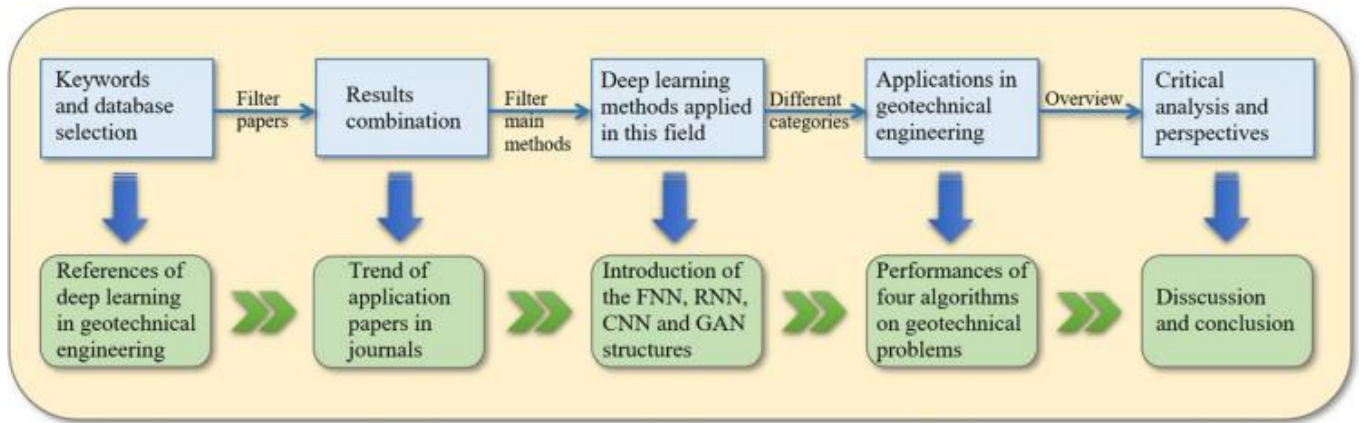 Keywords
and database
selection
Filter
papers
Results
combination
Filter
main
methods
Deep learning
methods applied
in this field
Different
categories
Applications in
geotechnical
engineering
Overview
Critical
analysis and
perspectives
References of
deep learning
in geotechnical
engineering
Trend of
application
papers in
journals
Introduction of
the FNN, RNN,
CNN and GAN
structures
Performances of
four algorithms
on geotechnical
problems
Disscussion
and conclusion